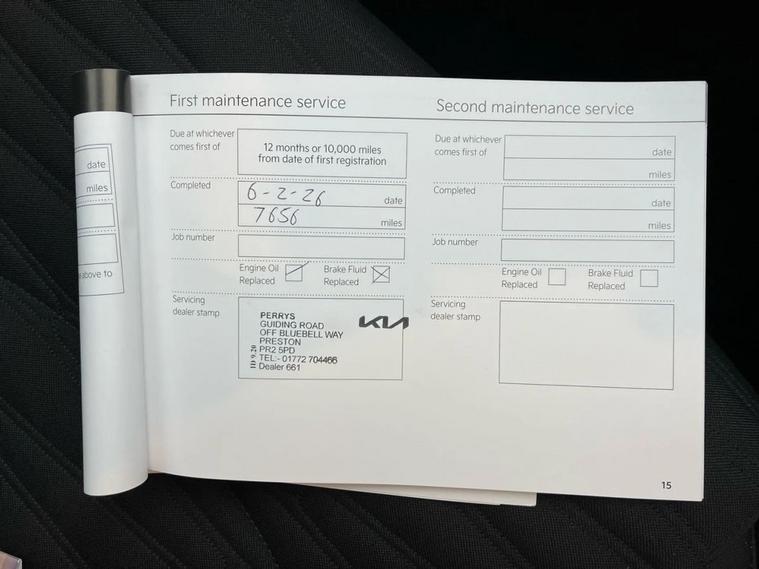 First maintenance service
Due at whichever
comes first of
12 months or 10,000 miles
from date of first registration
Completed
6-2-26 date
7656 miles
Job number
Engine Oil
Replaced
Brake Fluid
Replaced
Servicing
dealer stamp
PERRYS
GUIDING ROAD
OFF BLUEBELL WAY
PRESTON
PR2 5PD
TEL:- 01772 704466
Dealer 661
KIA
Second maintenance service
Due at whichever
comes first of
date
miles
Completed
date
miles
Job number
Engine Oil
Replaced
Brake Fluid
Replaced
Servicing
dealer stamp
15
date
miles
above to